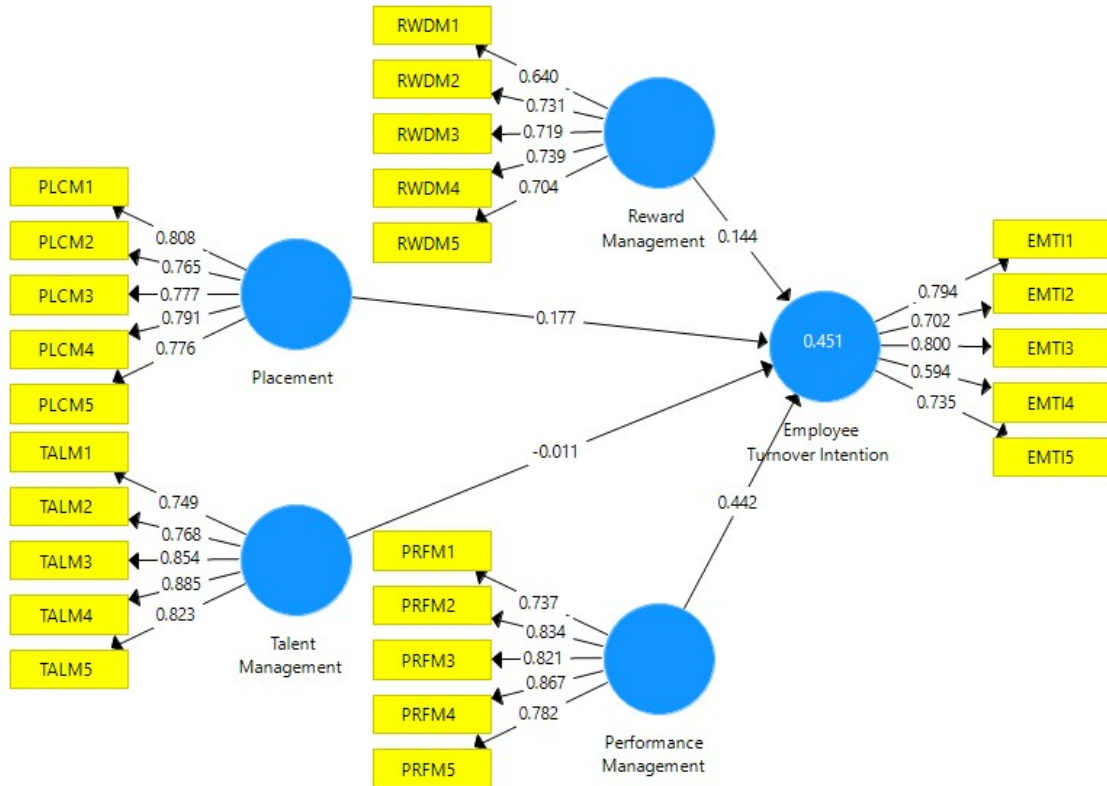 RWDM1
RWDM2
RWDM3
RWDM4
RWDM5
0.640
0.731
0.719
0.739
0.704
Reward
Management
0.144
PLCM1
PLCM2
PLCM3
PLCM4
PLCM5
0.808
0.765
0.777
0.791
0.776
Placement
0.177
TALM1
TALM2
TALM3
TALM4
TALM5
0.749
0.768
0.854
0.885
0.823
Talent
Management
-0.011
PRFM1
PRFM2
PRFM3
PRFM4
PRFM5
0.737
0.834
0.821
0.867
0.782
Performance
Management
0.442
0.451
Employee
Turnover Intention
0.794
0.702
0.800
0.594
0.735
EMTI1
EMTI2
EMTI3
EMTI4
EMTI5